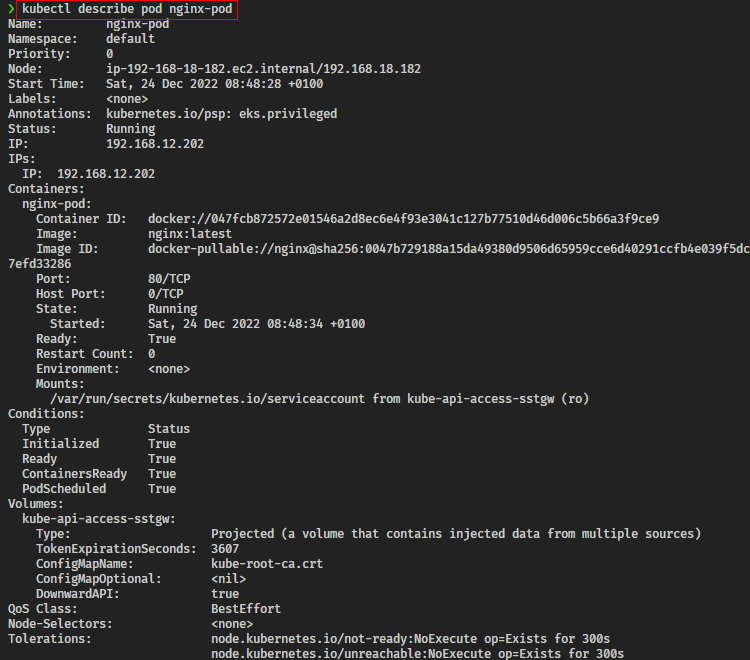 ❯ kubectl describe pod nginx-pod
Name:         nginx-pod
Namespace:    default
Priority:     0
Node:         ip-192-168-18-182.ec2.internal/192.168.18.182
Start Time:   Sat, 24 Dec 2022 08:48:28 +0100
Labels:       <none>
Annotations:  kubernetes.io/psp: eks.privileged
Status:       Running
IP:           192.168.12.202
IPs:
  IP:  192.168.12.202
Containers:
  nginx-pod:
    Container ID:   docker://047fcb872572e01546a2d8ec6e4f93e3041c127b77510d46d006c5b66a3f9ce9
    Image:          nginx:latest
    Image ID:       docker-pullable://nginx@sha256:0047b729188a15da49380d9506d65959cce6d40291ccfb4e039f5dc
7efd33286
    Port:           80/TCP
    Host Port:      0/TCP
    State:          Running
      Started:      Sat, 24 Dec 2022 08:48:34 +0100
    Ready:          True
    Restart Count:  0
    Environment:    <none>
    Mounts:
      /var/run/secrets/kubernetes.io/serviceaccount from kube-api-access-sstgw (ro)
Conditions:
  Type              Status
  Initialized       True
  Ready             True
  ContainersReady   True
  PodScheduled      True
Volumes:
  kube-api-access-sstgw:
    Type:                    Projected (a volume that contains injected data from multiple sources)
    TokenExpirationSeconds:  3607
    ConfigMapName:           kube-root-ca.crt
    ConfigMapOptional:       <nil>
    DownwardAPI:             true
QoS Class:                   BestEffort
Node-Selectors:              <none>
Tolerations:                 node.kubernetes.io/not-ready:NoExecute op=Exists for 300s
                             node.kubernetes.io/unreachable:NoExecute op=Exists for 300s